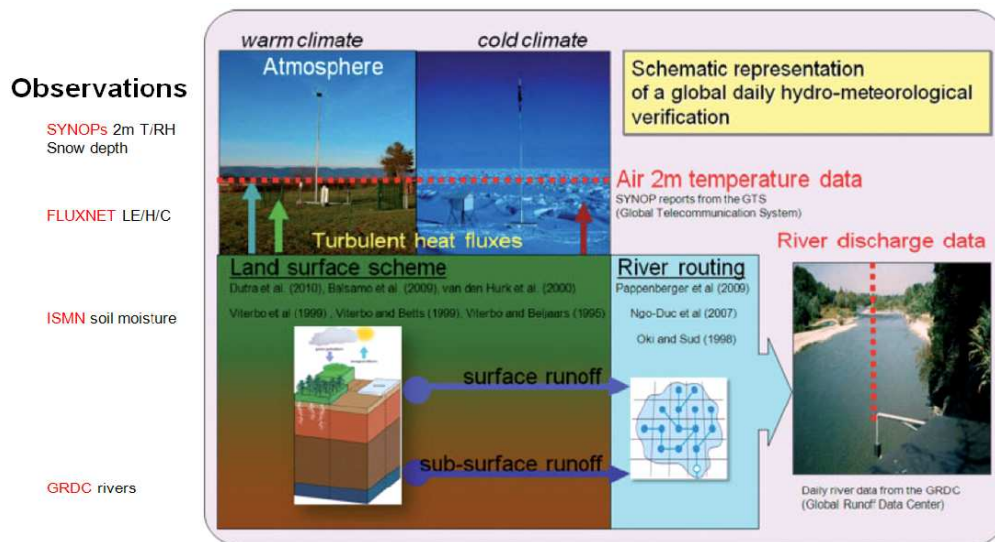 warm climate
cold climate
Observations
Atmosphere
Schematic representation
of a global daily hydro-meteorological
verification
SYNOPs 2m T/RH
Snow depth
Air 2m temperature data
SYNOP reports from the GTS
(Global Telecommunication System)
FLUXNET LE/H/C
Turbulent heat fluxes
River discharge data
Land surface scheme
Dutra et al. (2010), Balsamo et al. (2009), van den Hurk et al. (2000)
Viterbo et al (1999) , Viterbo and Betts (1999), Viterbo and Beljaars (1995)
River routing
Pappenberger et al (2009)
Ngo-Duc et al (2007)
Oki and Sud (1998)
ISMN soil moisture
surface runoff
sub-surface runoff
GRDC rivers
Daily river data from the GRDC
(Global Runoff Data Center)